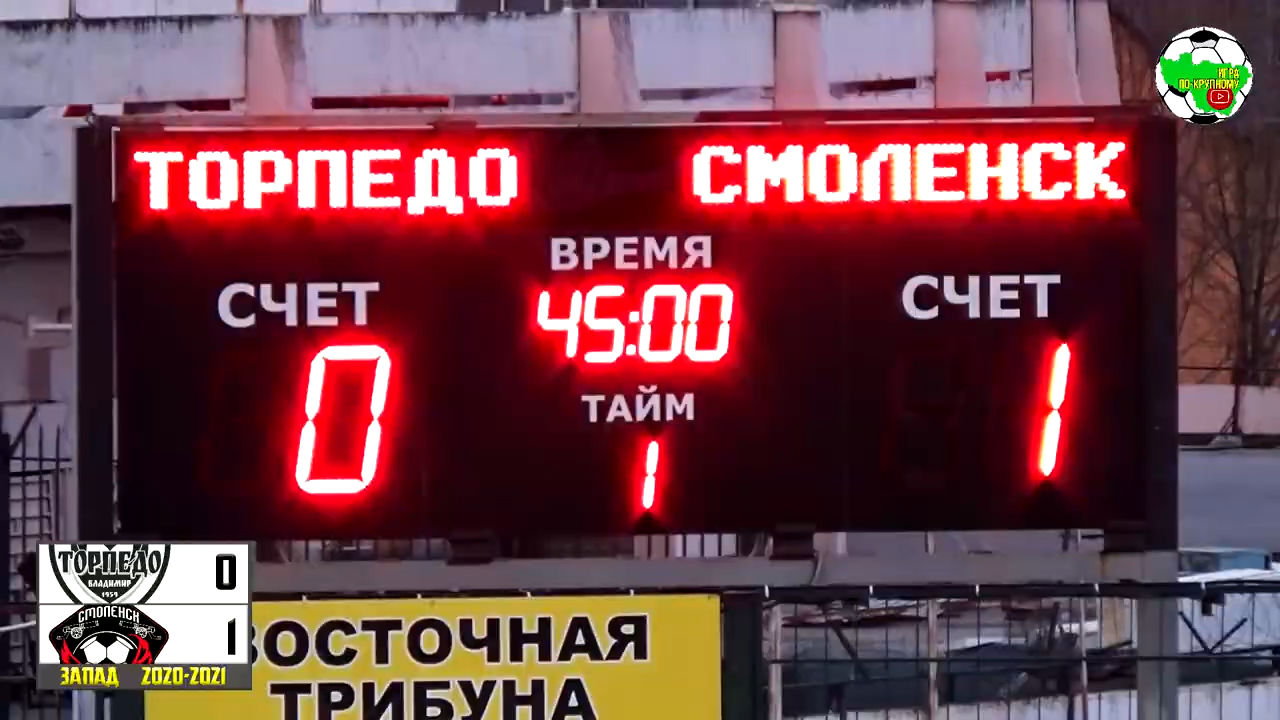 ИГРА
ПО-КРУПНОМУ
ТОРПЕДО СМОЛЕНСК
ВРЕМЯ
СЧЕТ 45:00 СЧЕТ
0 ТАЙМ 1
1
ТОРПЕДО 0
ВЛАДИМИР
1959
СМОЛЕНСК 1
ЗАПАД 2020-2021
ВОСТОЧНАЯ
ТРИБУНА